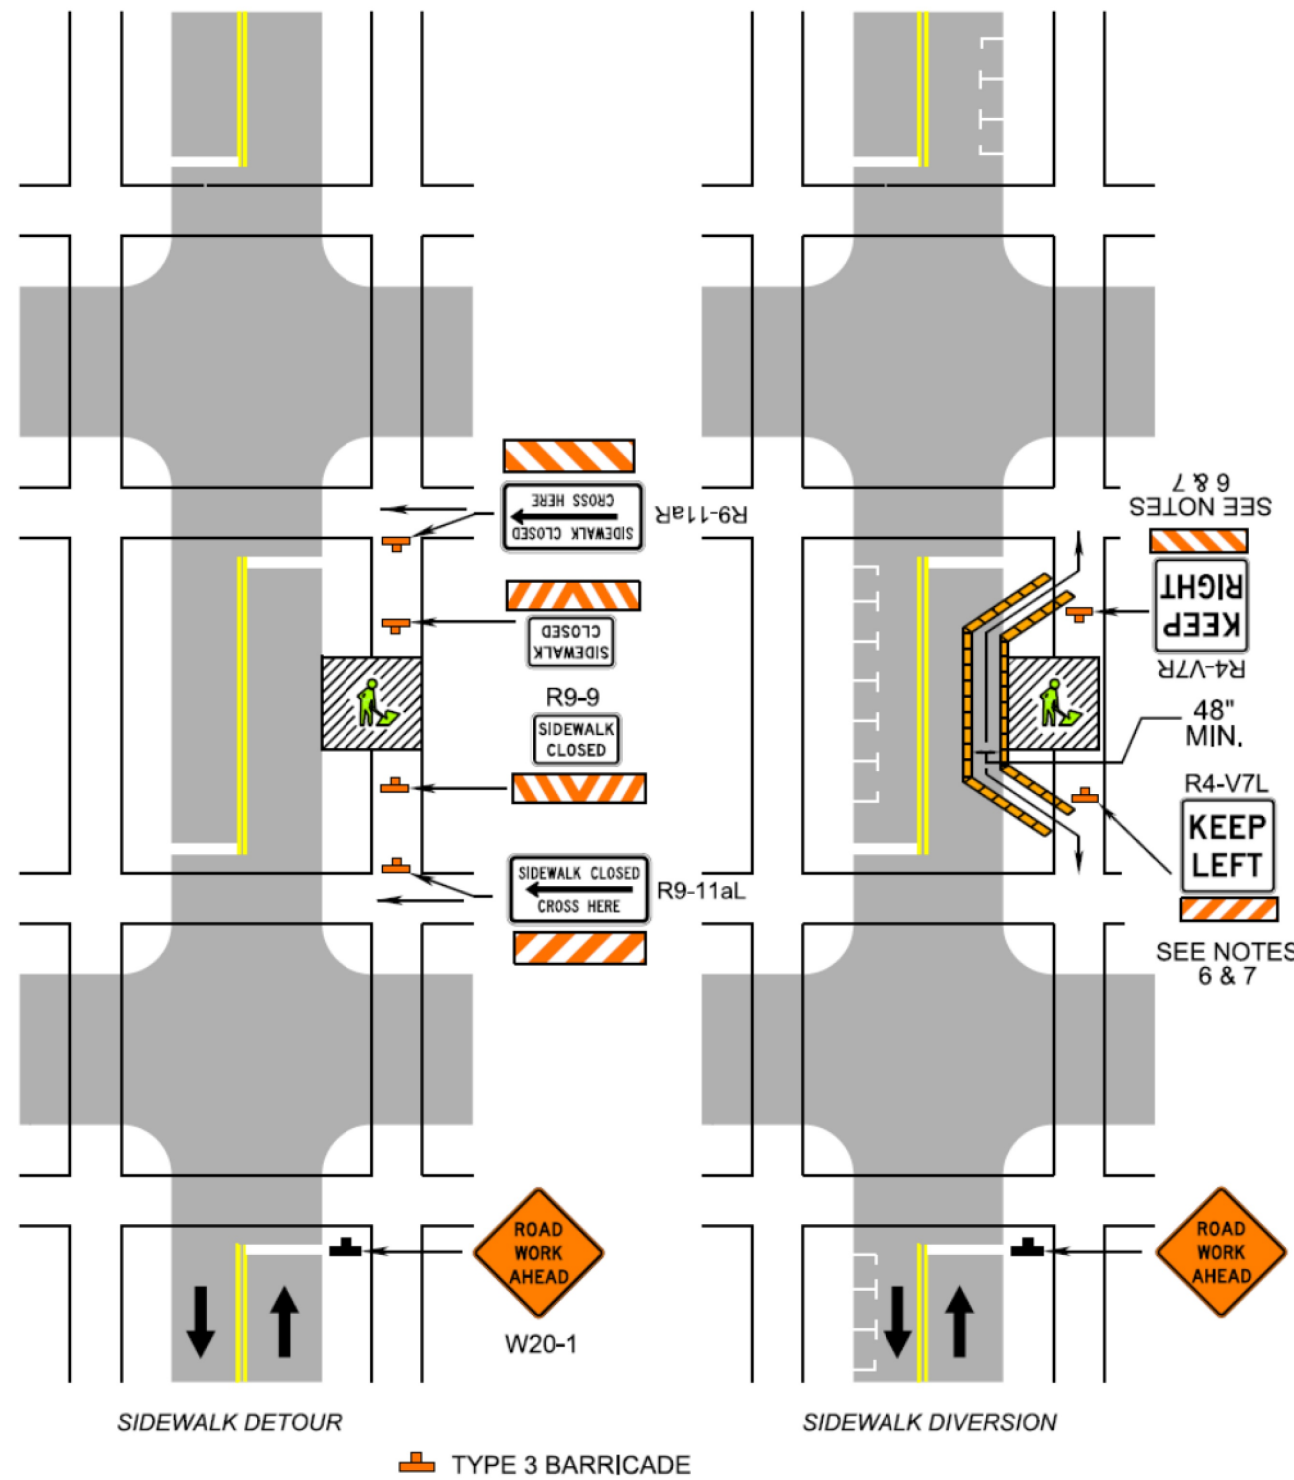 SIDEWALK CLOSED
CROSS HERE
R9-11aR
SIDEWALK
CLOSED
R9-9
SIDEWALK
CLOSED
SIDEWALK CLOSED
CROSS HERE
R9-11aL
ROAD
WORK
AHEAD
W20-1
SIDEWALK DETOUR
SEE NOTES
6 & 7
KEEP
RIGHT
R4-V7R
48"
MIN.
R4-V7L
KEEP
LEFT
SEE NOTES
6 & 7
ROAD
WORK
AHEAD
SIDEWALK DIVERSION
TYPE 3 BARRICADE